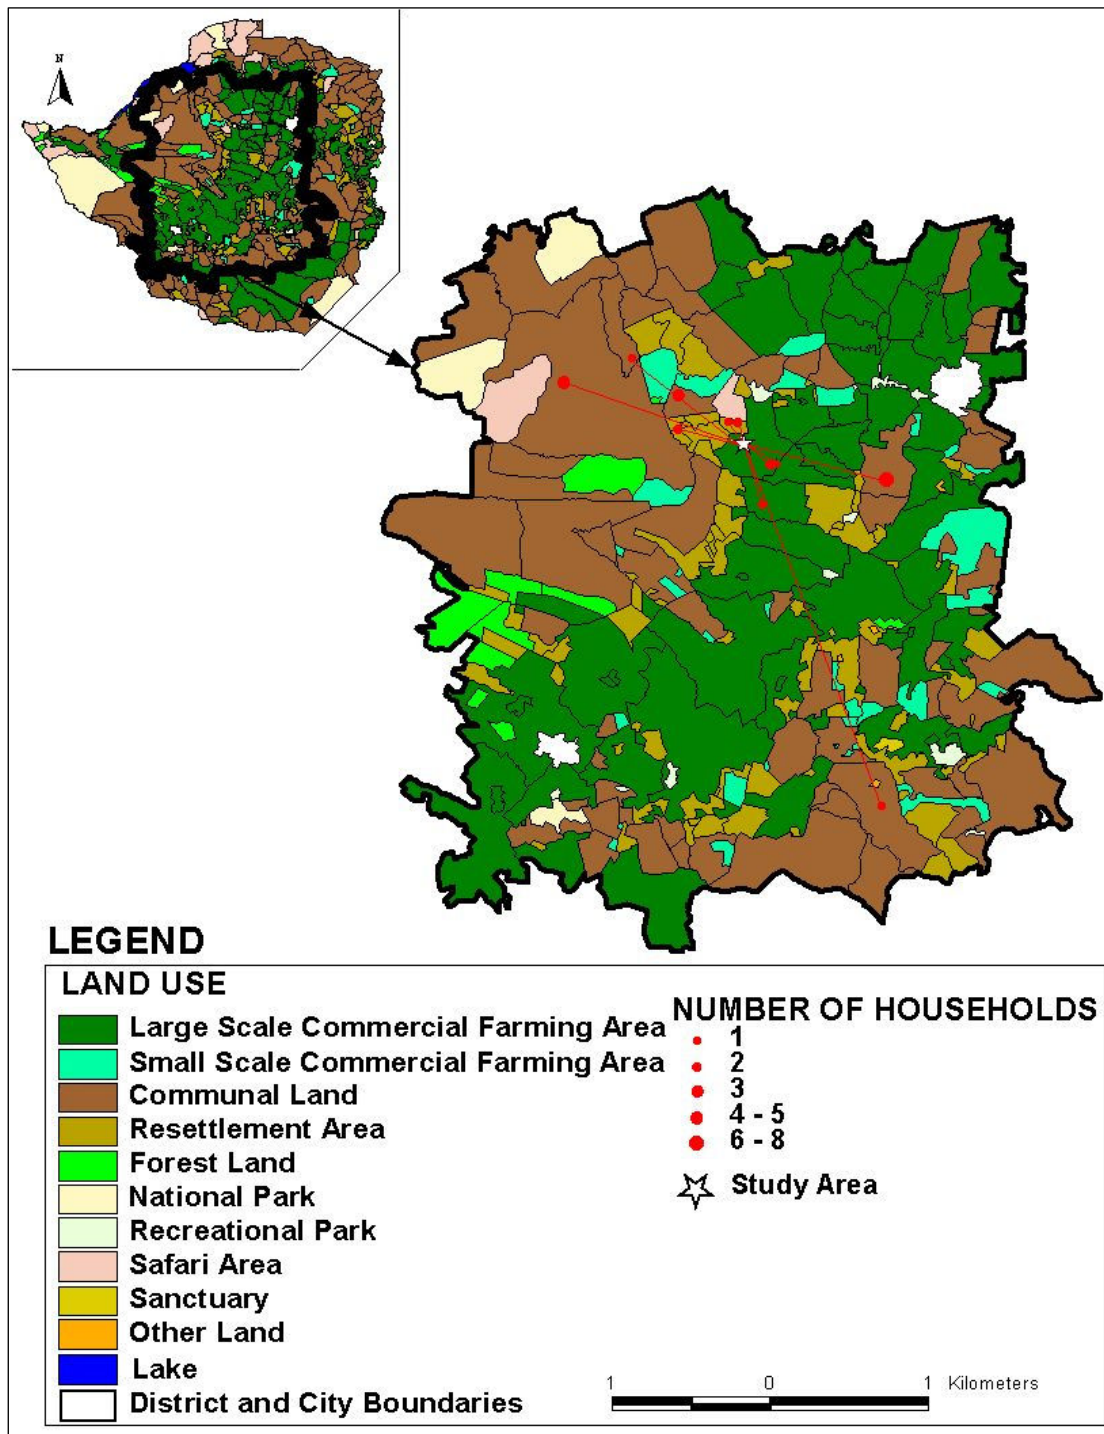 N
LEGEND
LAND USE
Large Scale Commercial Farming Area
Small Scale Commercial Farming Area
Communal Land
Resettlement Area
Forest Land
National Park
Recreational Park
Safari Area
Sanctuary
Other Land
Lake
District and City Boundaries
NUMBER OF HOUSEHOLDS
1
2
3
4 - 5
6 - 8
Study Area
1 0 1 Kilometers